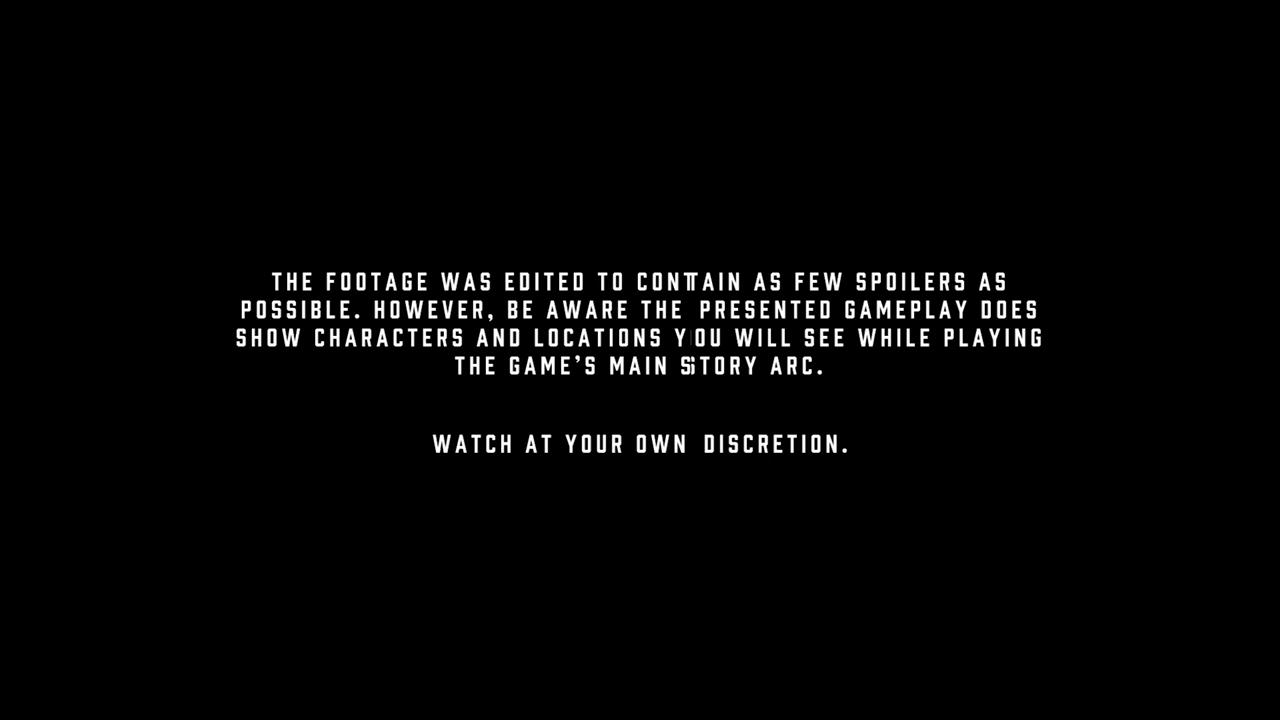 THE FOOTAGE WAS EDITED TO CONTAIN AS FEW SPOILERS AS
POSSIBLE. HOWEVER, BE AWARE THE PRESENTED GAMEPLAY DOES
SHOW CHARACTERS AND LOCATIONS YOU WILL SEE WHILE PLAYING
THE GAME'S MAIN STORY ARC.
WATCH AT YOUR OWN DISCRETION.